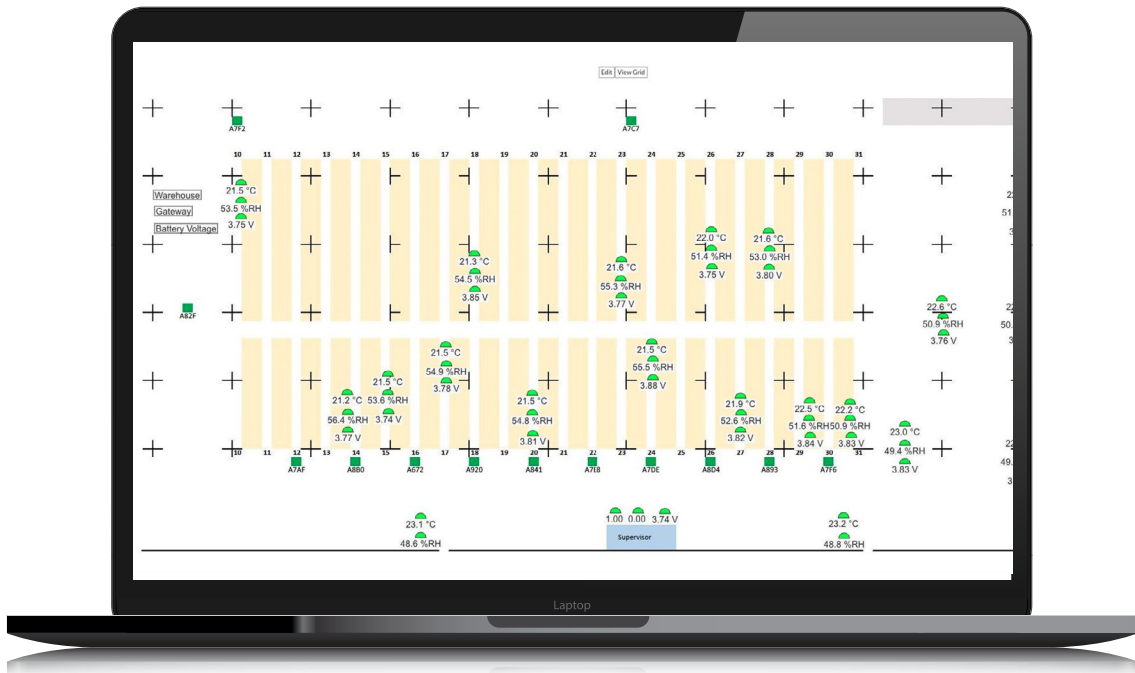 Edit View Grid
A7F2
A7C7
10 11 12 13 14 15 16 17 18 19 20 21 22 23 24 25 26 27 28 29 30 31
Warehouse
Gateway
Battery Voltage
21.5 °C
53.5 %RH
3.75 V
21.3 °C
54.5 %RH
3.85 V
21.6 °C
55.3 %RH
3.77 V
22.0 °C
51.4 %RH
3.75 V
21.6 °C
53.0 %RH
3.80 V
A82F
22.6 °C
50.9 %RH
3.76 V
21.2 °C
56.4 %RH
3.77 V
21.5 °C
53.6 %RH
3.74 V
21.5 °C
54.9 %RH
3.78 V
21.5 °C
54.8 %RH
3.81 V
21.5 °C
55.5 %RH
3.88 V
21.9 °C
52.6 %RH
3.82 V
22.5 °C
51.6 %RH
3.84 V
22.2 °C
50.9 %RH
3.83 V
23.0 °C
49.4 %RH
3.83 V
10 11 12 13 14 15 16 17 18 19 20 21 22 23 24 25 26 27 28 29 30 31
A7AF A8B0 A672 A920 A841 A7E8 A7DE A8D4 A893 A7F6
23.1 °C
48.6 %RH
1.00 0.00 3.74 V
Supervisor
23.2 °C
48.8 %RH
Laptop